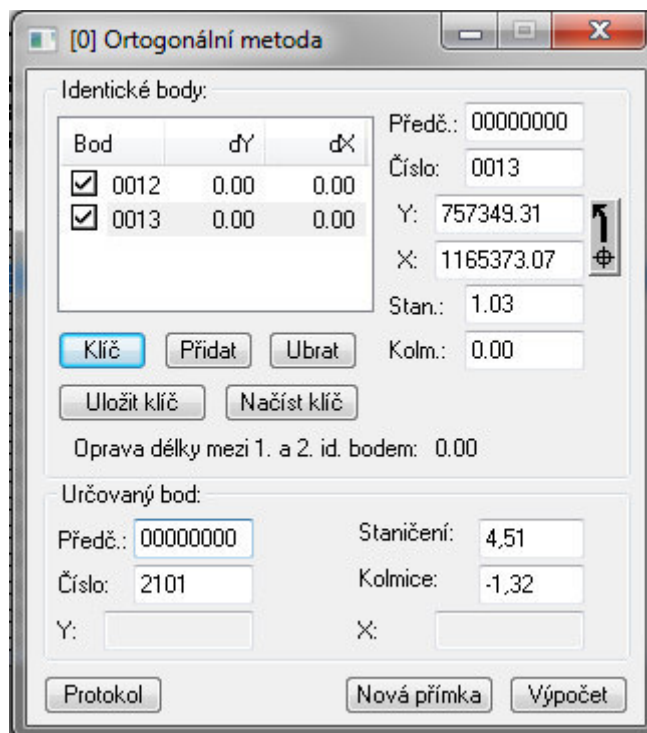 [0] Ortogonální metoda
Identické body:
Bod dY dX
0012 0.00 0.00
0013 0.00 0.00
Předč.: 00000000
Číslo: 0013
Y: 757349.31
X: 1165373.07
Stan.: 1.03
Kolm.: 0.00
Klíč Přidat Ubrat
Uložit klíč Načíst klíč
Oprava délky mezi 1. a 2. id. bodem: 0.00
Určovaný bod:
Předč.: 00000000 Staničení: 4,51
Číslo: 2101 Kolmice: -1,32
Y: X:
Protokol Nová přímka Výpočet